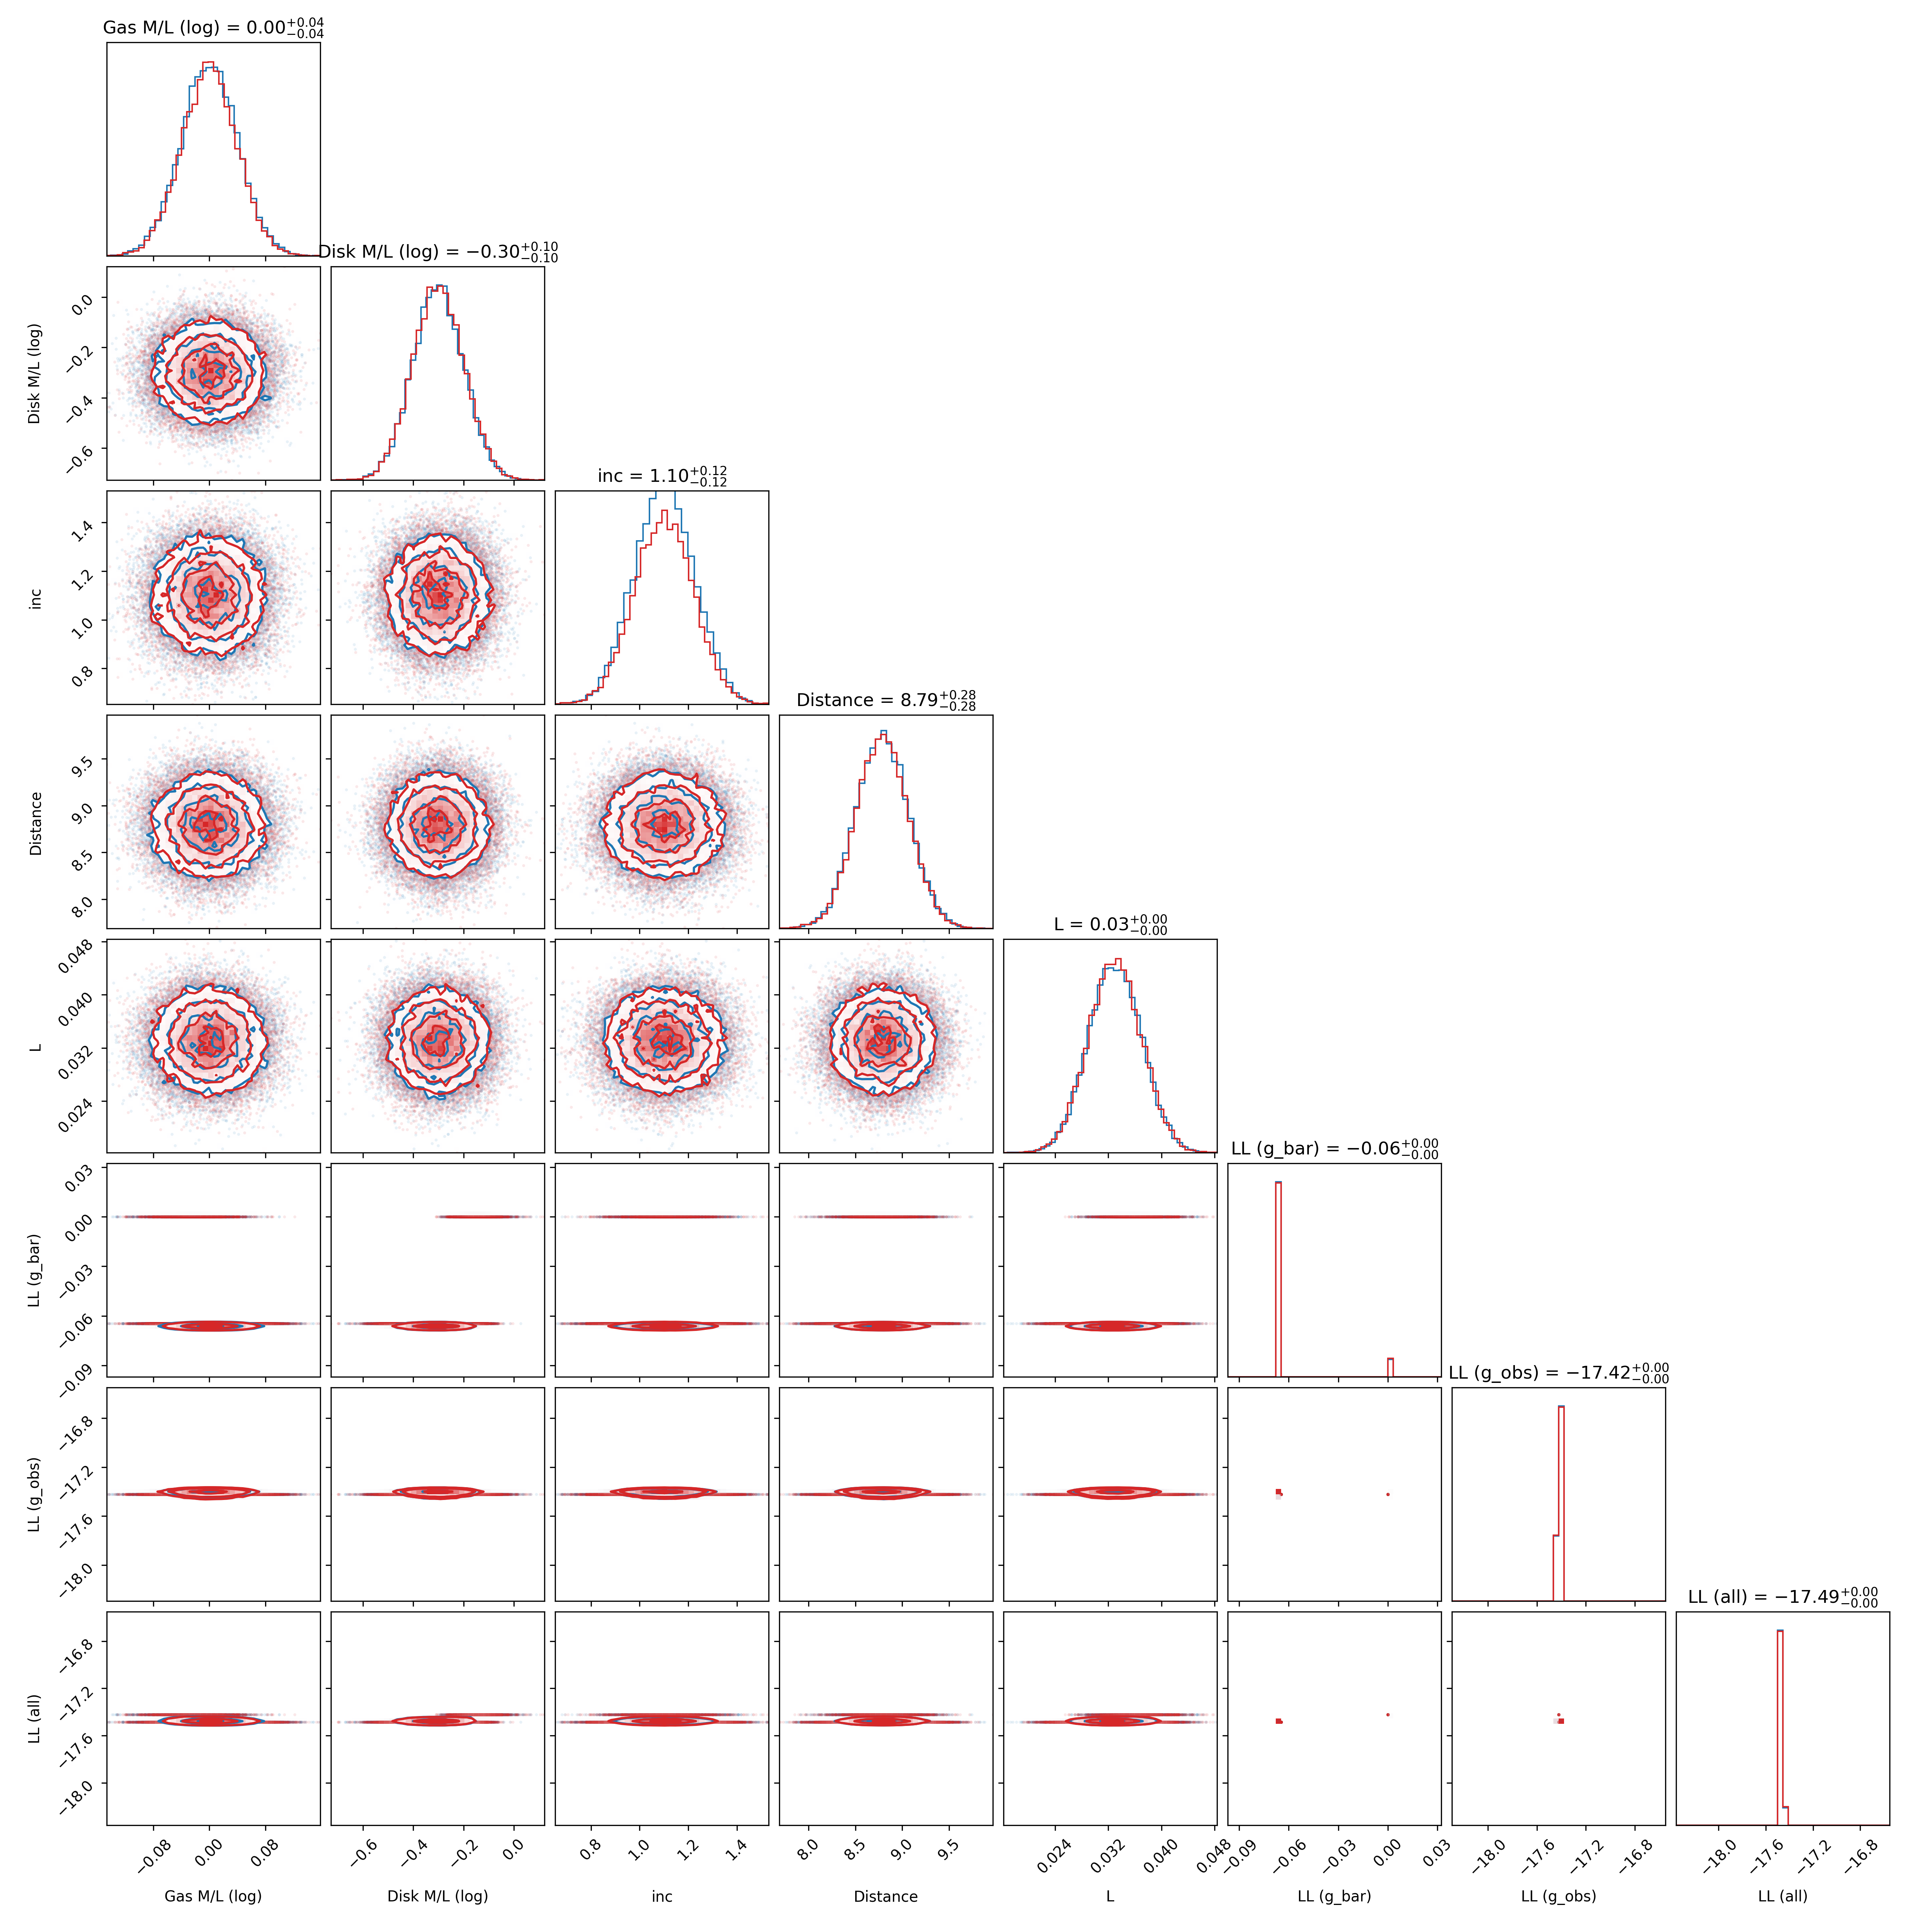 Gas M/L (log) = 0.00+0.04−0.04
Disk M/L (log) = −0.30+0.10−0.10
0.0
−0.2
−0.4
−0.6
Disk M/L (log)
inc = 1.10+0.12−0.12
1.4
1.2
1.0
0.8
inc
Distance = 8.79+0.28−0.28
9.5
9.0
8.5
8.0
Distance
L = 0.03+0.00−0.00
0.048
0.040
0.032
0.024
L
LL (g_bar) = −0.06+0.00−0.00
0.03
0.00
−0.03
−0.06
−0.09
LL (g_bar)
LL (g_obs) = −17.42+0.00−0.00
−16.8
−17.2
−17.6
−18.0
LL (g_obs)
LL (all) = −17.49+0.00−0.00
−16.8
−17.2
−17.6
−18.0
LL (all)
−0.08 0.00 0.08 −0.6 −0.4 −0.2 0.0 0.8 1.0 1.2 1.4 8.0 8.5 9.0 9.5 0.024 0.032 0.040 0.048 −0.09 −0.06 −0.03 0.00 0.03 −18.0 −17.6 −17.2 −16.8 −18.0 −17.6 −17.2 −16.8
Gas M/L (log) Disk M/L (log) inc Distance L LL (g_bar) LL (g_obs) LL (all)